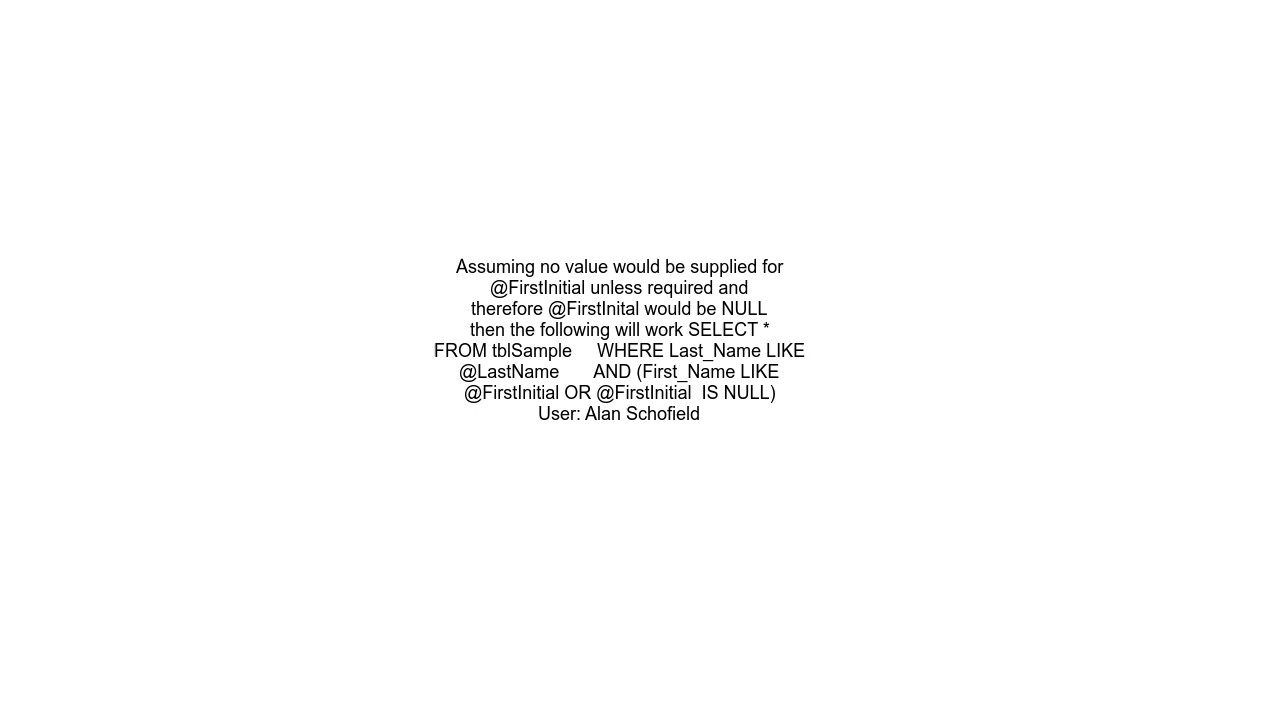 Assuming no value would be supplied for
@FirstInitial unless required and
therefore @FirstInital would be NULL
then the following will work SELECT *
FROM tblSample     WHERE Last_Name LIKE
@LastName       AND (First_Name LIKE
@FirstInitial OR @FirstInitial  IS NULL)
User: Alan Schofield